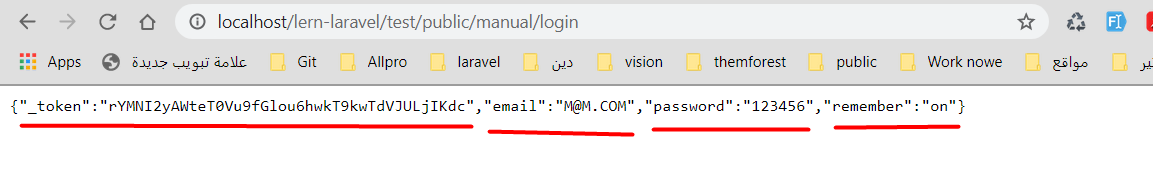 localhost/lern-laravel/test/public/manual/login
Apps علامة تبويب جديدة Git Allpro laravel دين vision themforest public Work nowe مواقع
{"_token":"rYMNI2yAWteT0Vu9fGlou6hwkT9kwTdVJULjIKdc","email":"M@M.COM","password":"123456","remember":"on"}